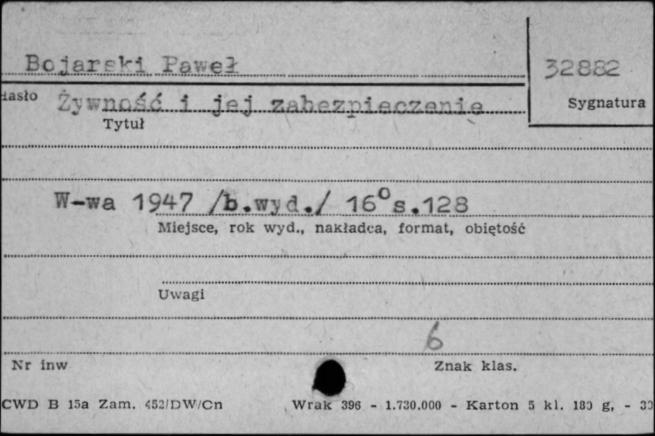 Bojarski Paweł
32882
Hasło Żywność i jej zabezpieczenie
Sygnatura
Tytuł
W-wa 1947 /b.wyd./ 16° s.128
Miejsce, rok wyd., nakładca, format, objętość
Uwagi
6
Nr inw
Znak klas.
CWD B 15a Zam. 452/DW/Cn Wrak 396 - 1.730.000 - Karton 5 kl. 180 g, - 30